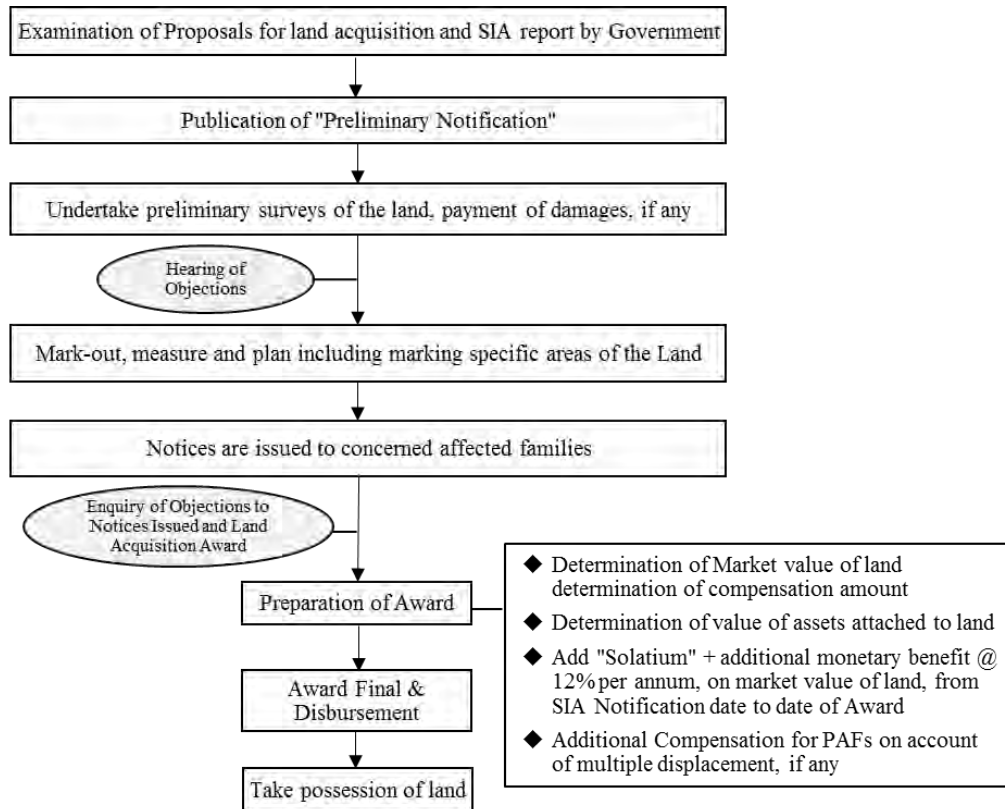 Examination of Proposals for land acquisition and SIA report by Government
Publication of "Preliminary Notification"
Undertake preliminary surveys of the land, payment of damages, if any
Hearing of
Objections
Mark-out, measure and plan including marking specific areas of the Land
Notices are issued to concerned affected families
Enquiry of Objections to
Notices Issued and Land
Acquisition Award
Preparation of Award
◆ Determination of Market value of land
determination of compensation amount
◆ Determination of value of assets attached to land
◆ Add "Solatium" + additional monetary benefit @
12% per annum, on market value of land, from
SIA Notification date to date of Award
◆ Additional Compensation for PAFs on account
of multiple displacement, if any
Award Final &
Disbursement
Take possession of land